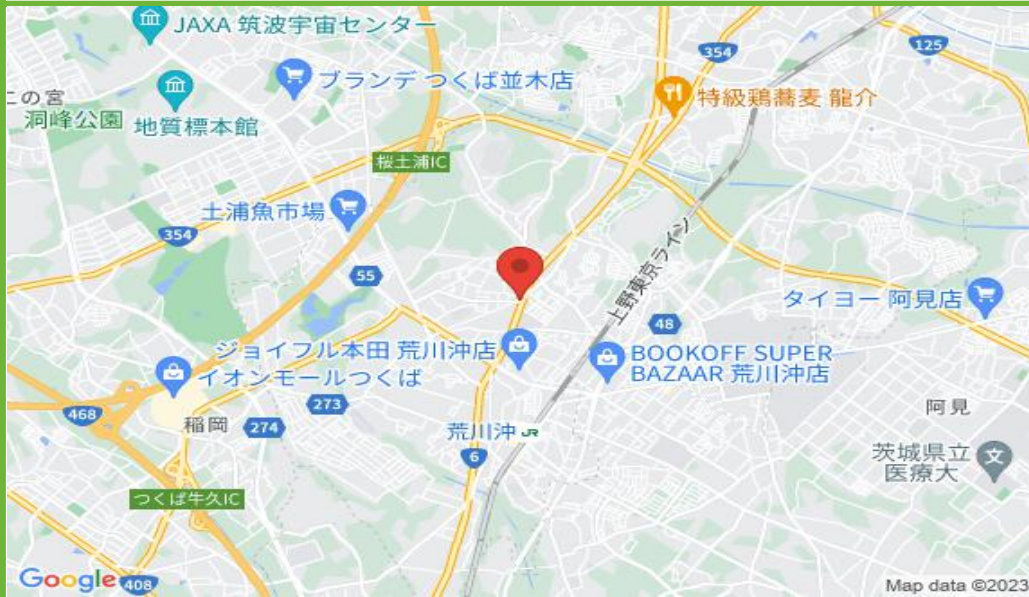 JAXA 筑波宇宙センター
354
125
ブランデ つくば並木店
二の宮
洞峰公園
地質標本館
特級鶏蕎麦 龍介
桜土浦IC
土浦魚市場
354
55
上野東京ライン
タイヨー 阿見店
48
ジョイフル本田 荒川沖店
BOOKOFF SUPER
BAZAAR 荒川沖店
イオンモールつくば
468
273
稲岡
274
荒川沖 JR
阿見
6
茨城県立
医療大
つくば牛久IC
Google
408
Map data ©2023